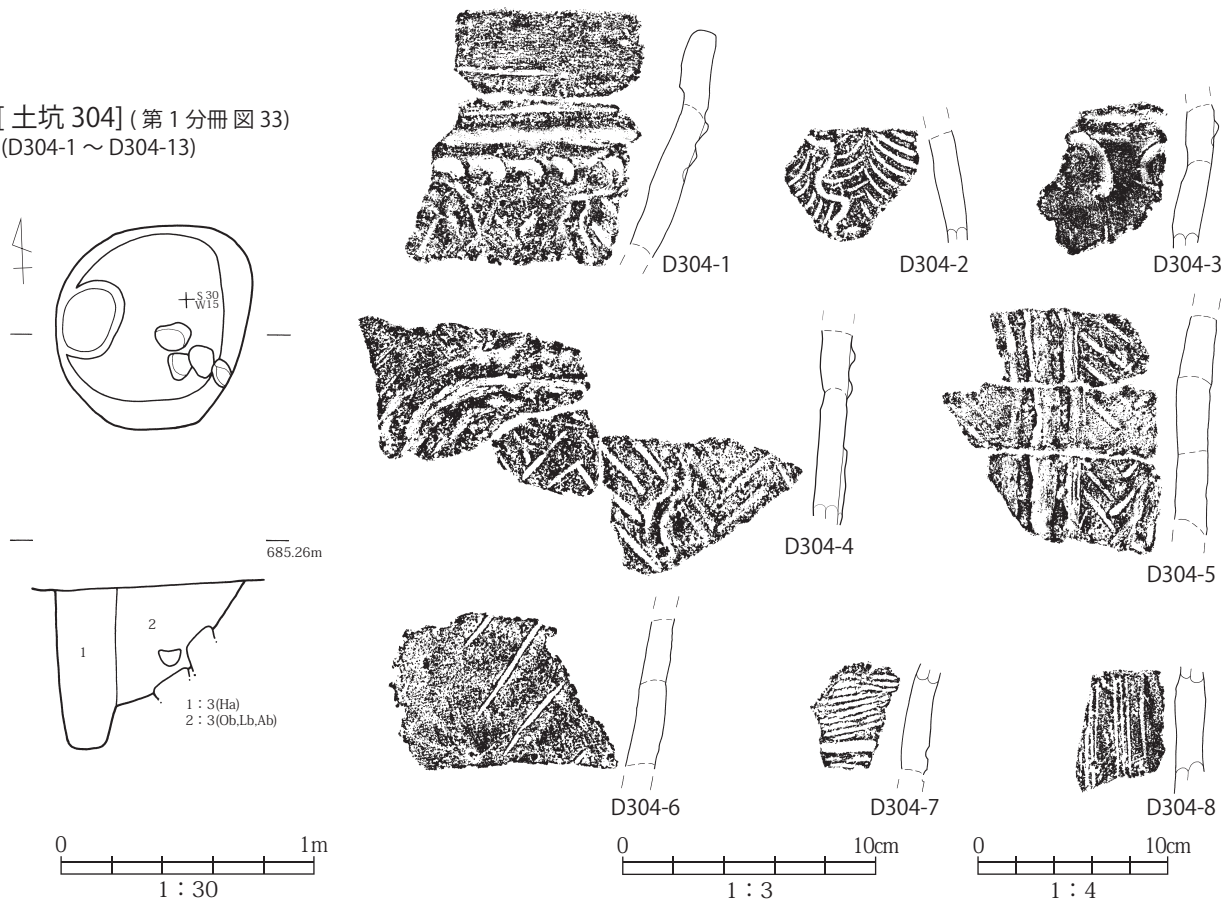 [ 土坑 304] ( 第 1 分冊 図 33)
(D304-1 ～ D304-13)
S 30
W15
685.26m
1
2
1：3(Ha)
2：3(Ob,Lb,Ab)
D304-1
D304-2
D304-3
D304-4
D304-5
D304-6
D304-7
D304-8
0 1m
1：30
0 10cm
1：3
0 10cm
1：4